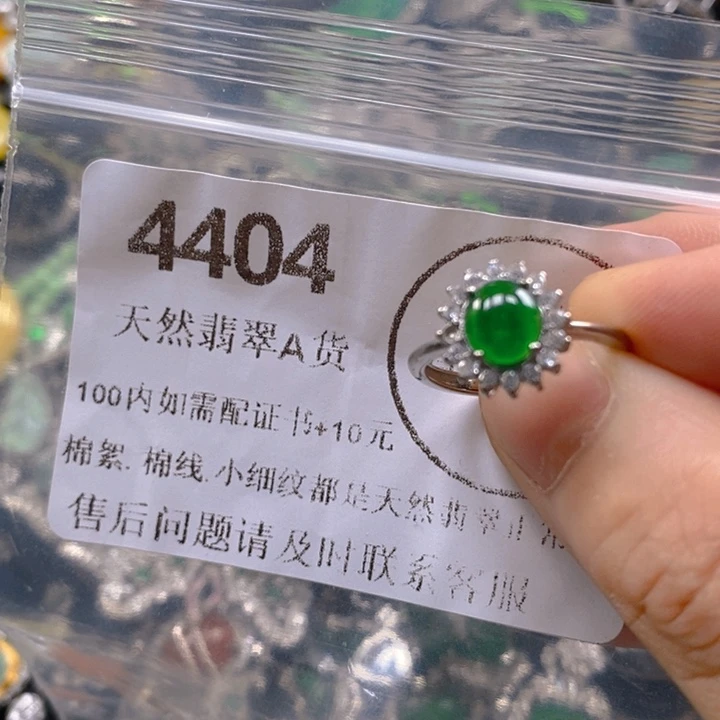 4404
天然翡翠A货
100内如需配证书+10元
棉絮. 棉线.小细纹都是天然翡翠正常
售后问题请及时联系客服